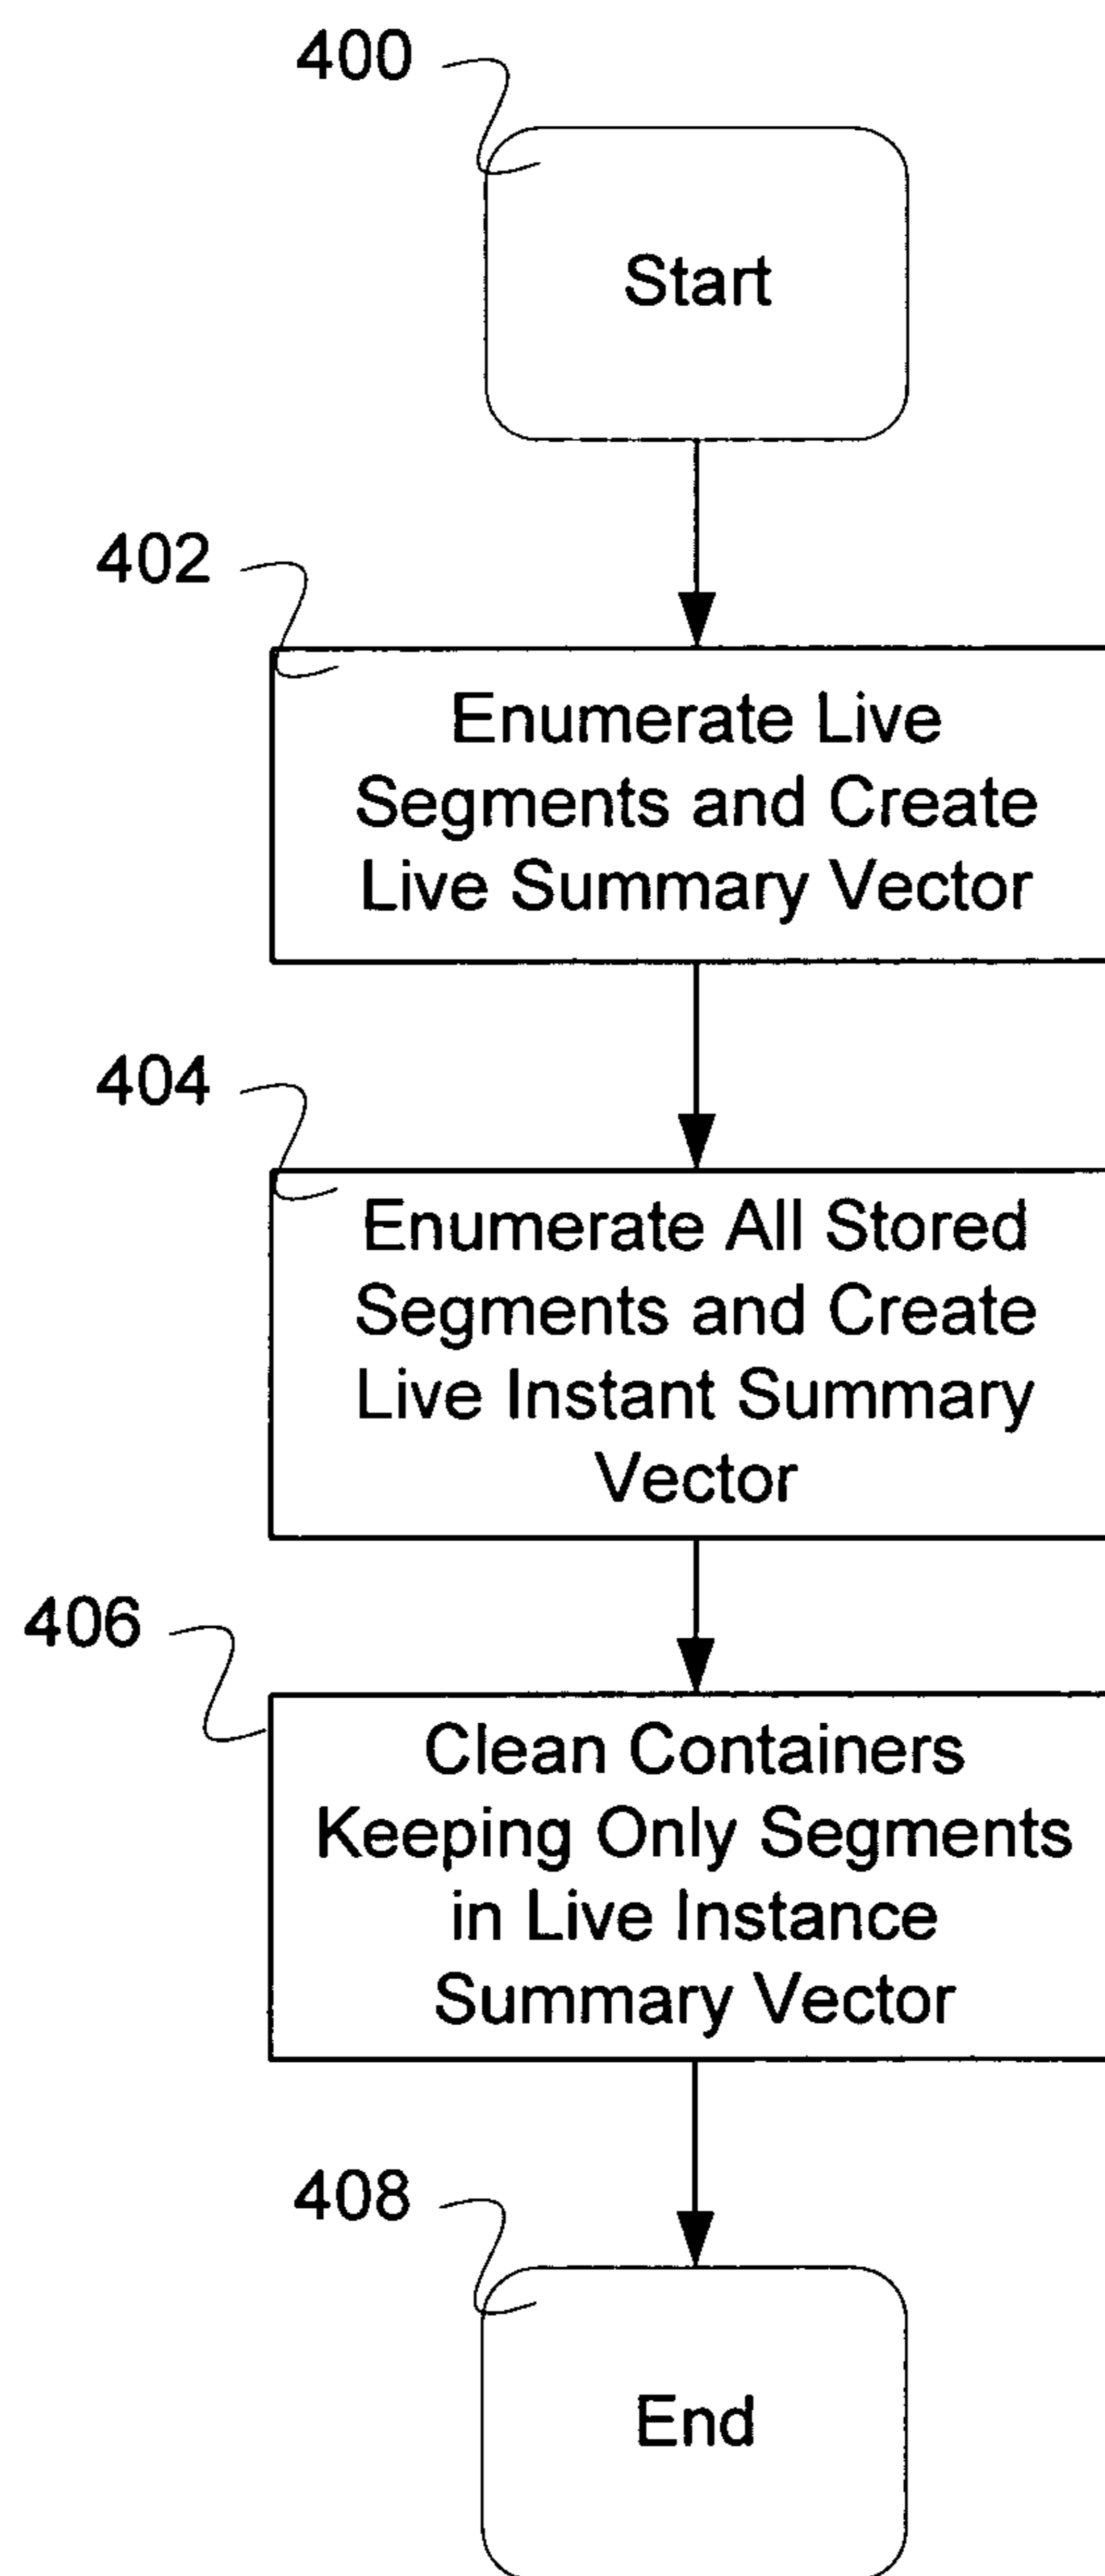 400
Start
402
Enumerate Live
Segments and Create
Live Summary Vector
404
Enumerate All Stored
Segments and Create
Live Instant Summary
Vector
406
Clean Containers
Keeping Only Segments
in Live Instance
Summary Vector
408
End